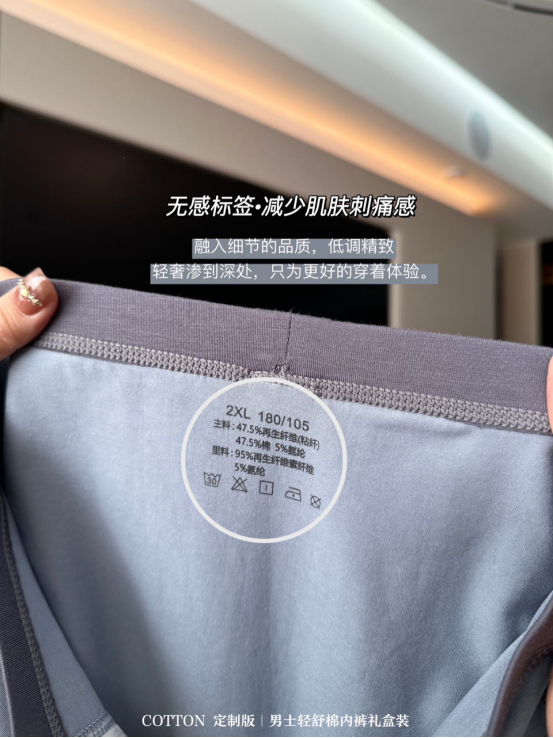 无感标签•减少肌肤刺痛感
融入细节的品质，低调精致
轻奢渗到深处，只为更好的穿着体验。
2XL 180/105
主料:47.5%再生纤维(粘纤)
47.5%棉 5%氨纶
里料:95%再生纤维素纤维
5%氨纶
30
COTTON 定制版 | 男士轻舒棉内裤礼盒装